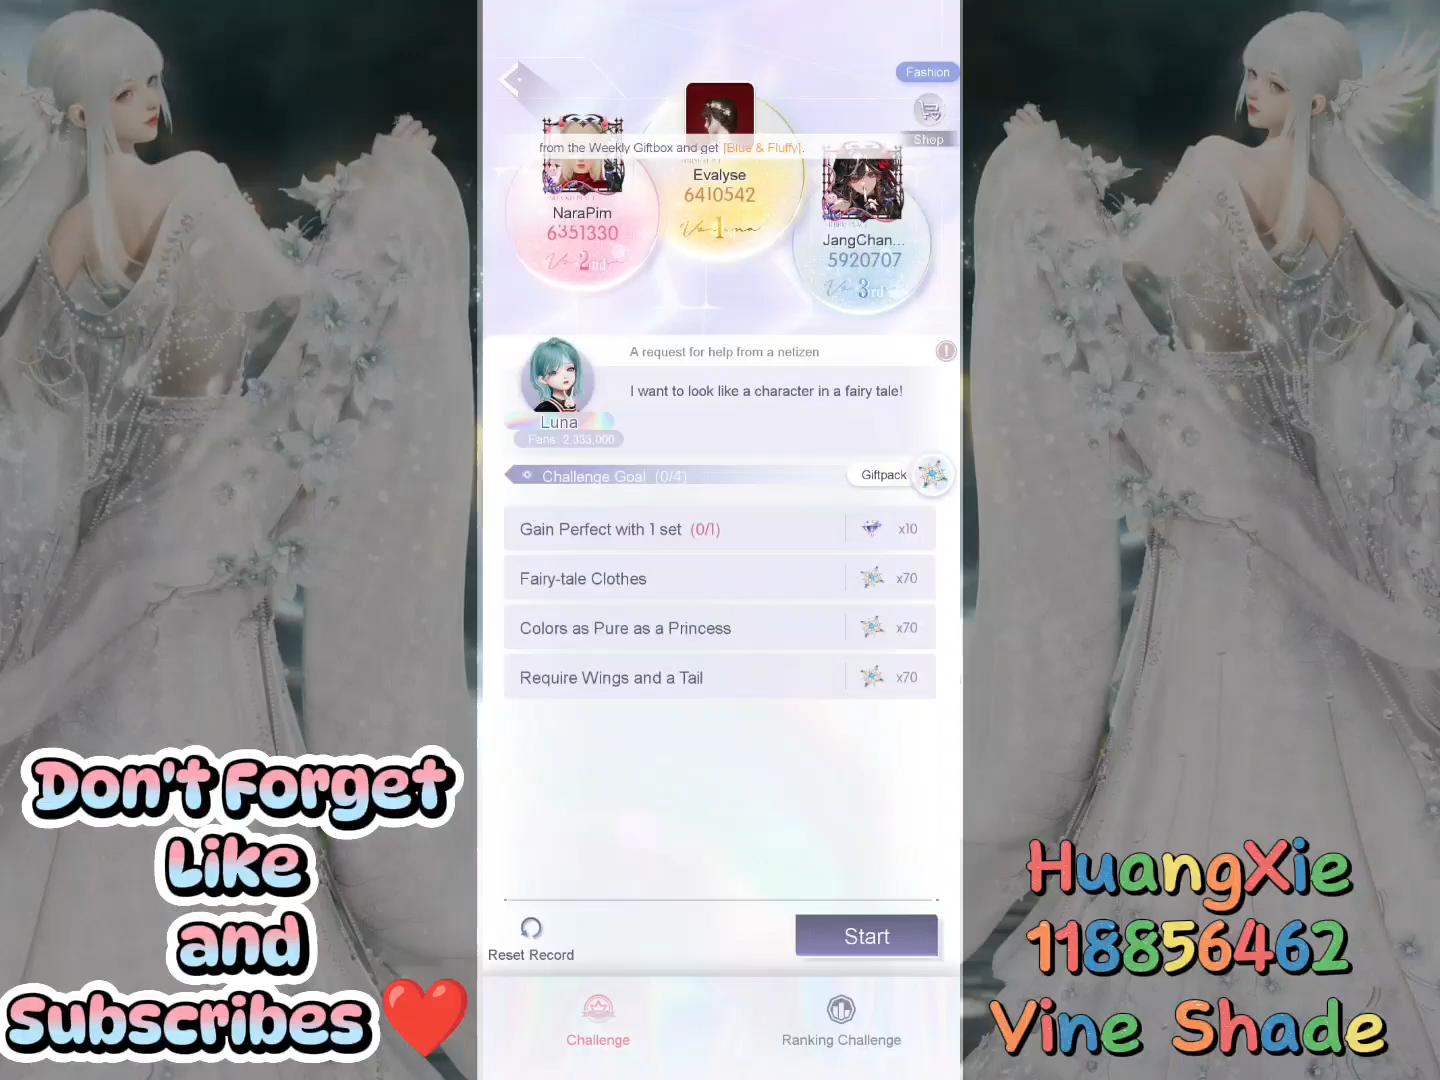 Fashion
Shop
from the Weekly Giftbox and get [Blue & Fluffy].
Evalyse
6410542
1
NaraPim
6351330
2nd
JangChan...
5920707
3rd
A request for help from a netizen
I want to look like a character in a fairy tale!
Luna
Fans: 2,333,000
Challenge Goal (0/4)
Giftpack
Gain Perfect with 1 set (0/1)
x10
Fairy-tale Clothes
x70
Colors as Pure as a Princess
x70
Require Wings and a Tail
x70
Reset Record
Start
Challenge
Ranking Challenge
Don't Forget
Like
and
Subscribes
HuangXie
118856462
Vine Shade